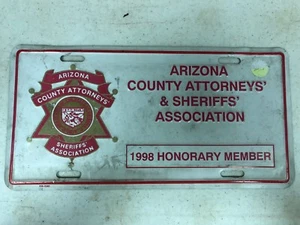 ARIZONA
COUNTY ATTORNEYS'
SHERIFFS'
ASSOCIATION
ARIZONA
COUNTY ATTORNEYS'
& SHERIFFS'
ASSOCIATION
1998 HONORARY MEMBER